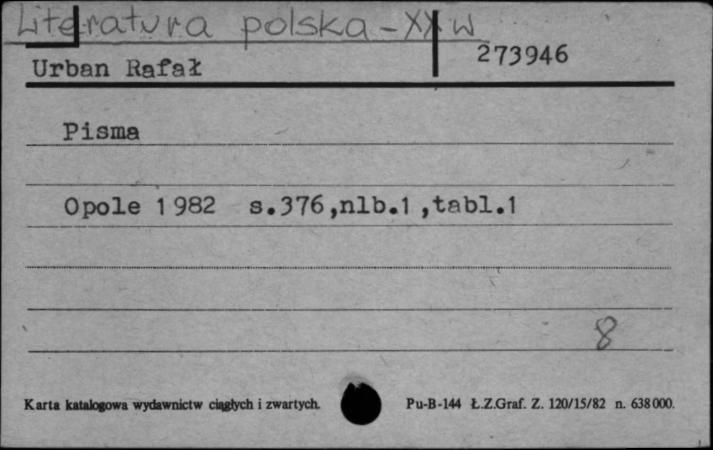 Literatura polska - XX w
273946
Urban Rafał
Pisma
Opole 1982 s.376,nlb.1,tabl.1
8
Karta katalogowa wydawnictw ciągłych i zwartych. Pu-B-144 Ł.Z.Graf. Z. 120/15/82 n. 638000.